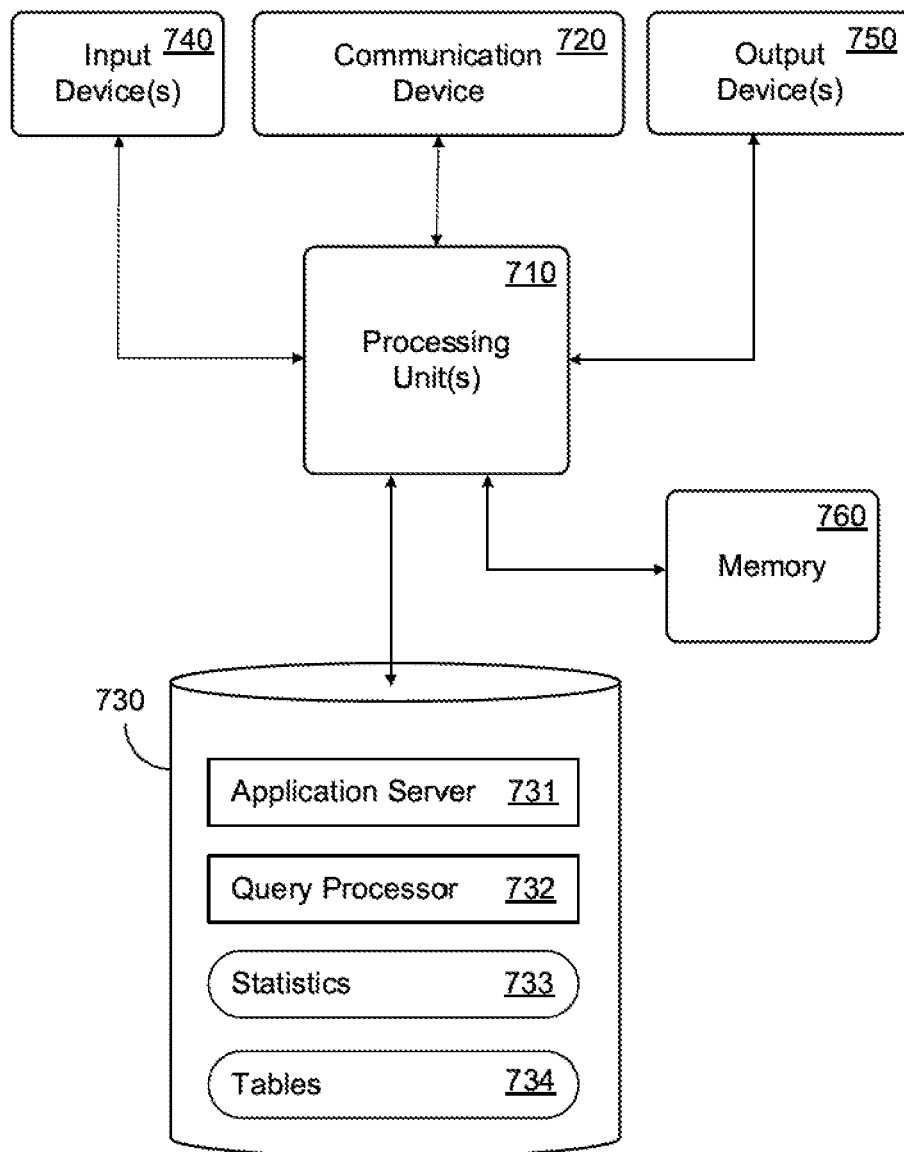 740
Input
Device(s)
720
Communication
Device
750
Output
Device(s)
710
Processing
Unit(s)
760
Memory
730
Application Server 731
Query Processor 732
Statistics 733
Tables 734